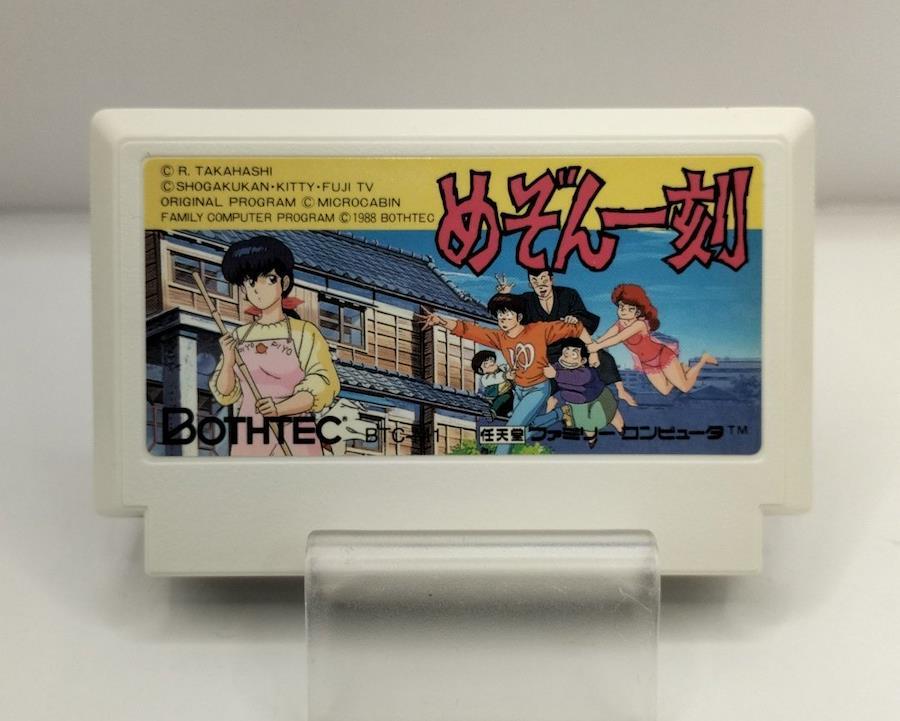 © R. TAKAHASHI
© SHOGAKUKAN・KITTY・FUJI TV
ORIGINAL PROGRAM © MICROCABIN
FAMILY COMPUTER PROGRAM © 1988 BOTHTEC
めぞん一刻
PIYO
BOTHTEC
任天堂 ファミリーコンピュータ™